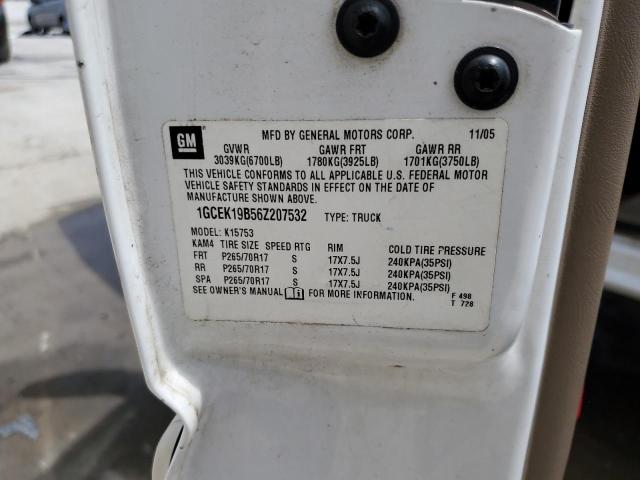 GM
MFD BY GENERAL MOTORS CORP. 11/05
GVWR GAWR FRT GAWR RR
3039KG(6700LB) 1780KG(3925LB) 1701KG(3750LB)
THIS VEHICLE CONFORMS TO ALL APPLICABLE U.S. FEDERAL MOTOR
VEHICLE SAFETY STANDARDS IN EFFECT ON THE DATE OF
MANUFACTURE SHOWN ABOVE.
1GCEK19B56Z207532 TYPE: TRUCK
MODEL: K15753
KAM4 TIRE SIZE SPEED RTG RIM COLD TIRE PRESSURE
FRT P265/70R17 S 17X7.5J 240KPA(35PSI)
RR P265/70R17 S 17X7.5J 240KPA(35PSI)
SPA P265/70R17 S 17X7.5J 240KPA(35PSI)
SEE OWNER'S MANUAL FOR MORE INFORMATION.
F 498
T 728